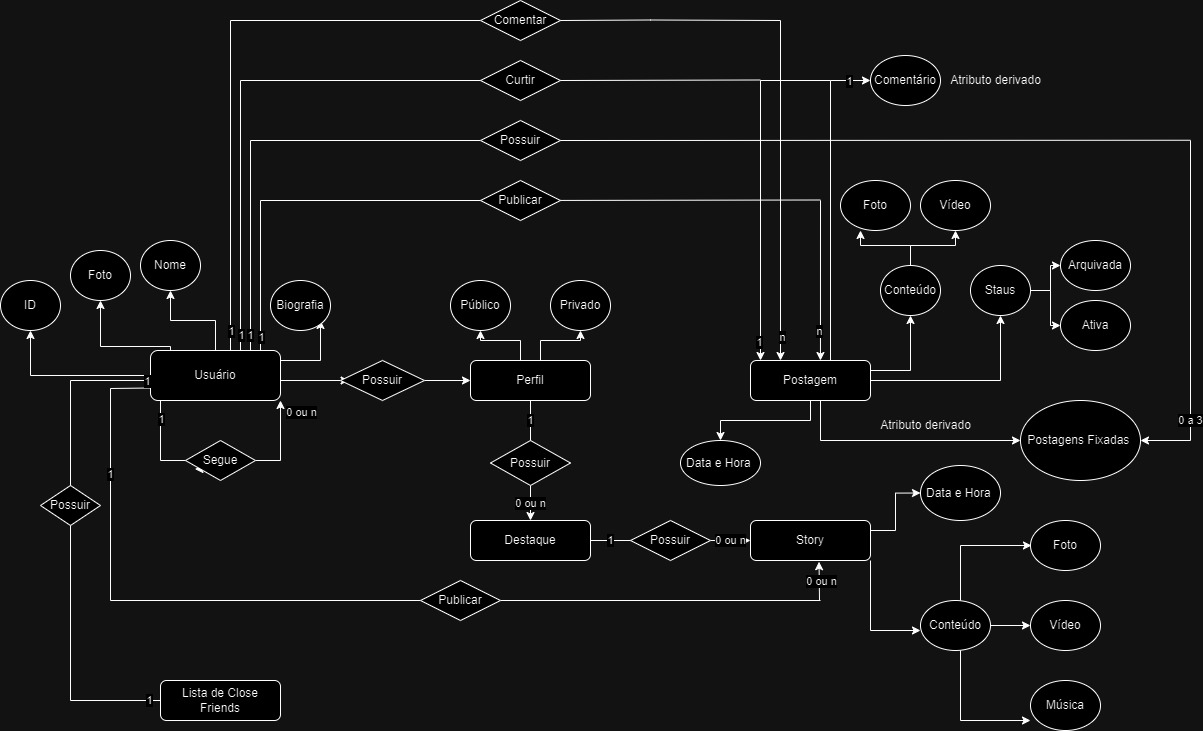 Comentar
Curtir
1
Comentário
Atributo derivado
Possuir
Publicar
Foto
Vídeo
Nome
Foto
ID
Biografia
Público
Privado
Conteúdo
Staus
Arquivada
Ativa
1
1
1
1
1
n
n
Usuário
1
Possuir
Perfil
Postagem
0 ou n
1
Segue
1
Possuir
0 ou n
Atributo derivado
Data e Hora
Postagens Fixadas
0 a 3
1
Possuir
Destaque
1
Possuir
0 ou n
Story
0 ou n
Data e Hora
Foto
Conteúdo
Vídeo
Música
Publicar
1
Lista de Close
Friends